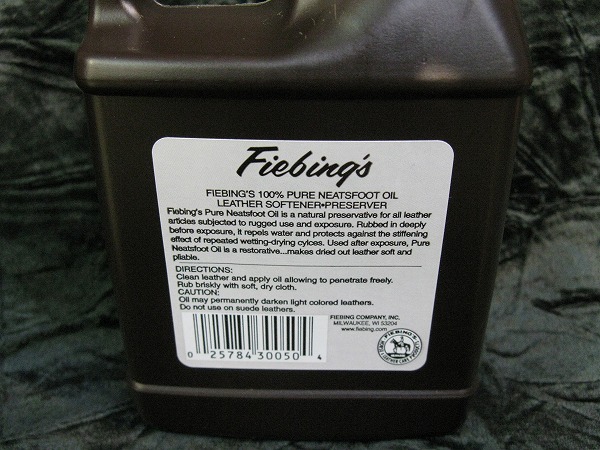 Fiebing's
FIEBING'S 100% PURE NEATSFOOT OIL
LEATHER SOFTENER•PRESERVER
Fiebing's Pure Neatsfoot Oil is a natural preservative for all leather
articles subjected to rugged use and exposure. Rubbed in deeply
before exposure, it repels water and protects against the stiffening
effect of repeated wetting-drying cylces. Used after exposure, Pure
Neatsfoot Oil is a restorative...makes dried out leather soft and
pliable.
DIRECTIONS:
Clean leather and apply oil allowing to penetrate freely.
Rub briskly with soft, dry cloth.
CAUTION:
Oil may permanently darken light colored leathers.
Do not use on suede leathers.
FIEBING COMPANY, INC.
MILWAUKEE, WI 53204
www.fiebing.com
FIEBING'S
0 25784 30050 4